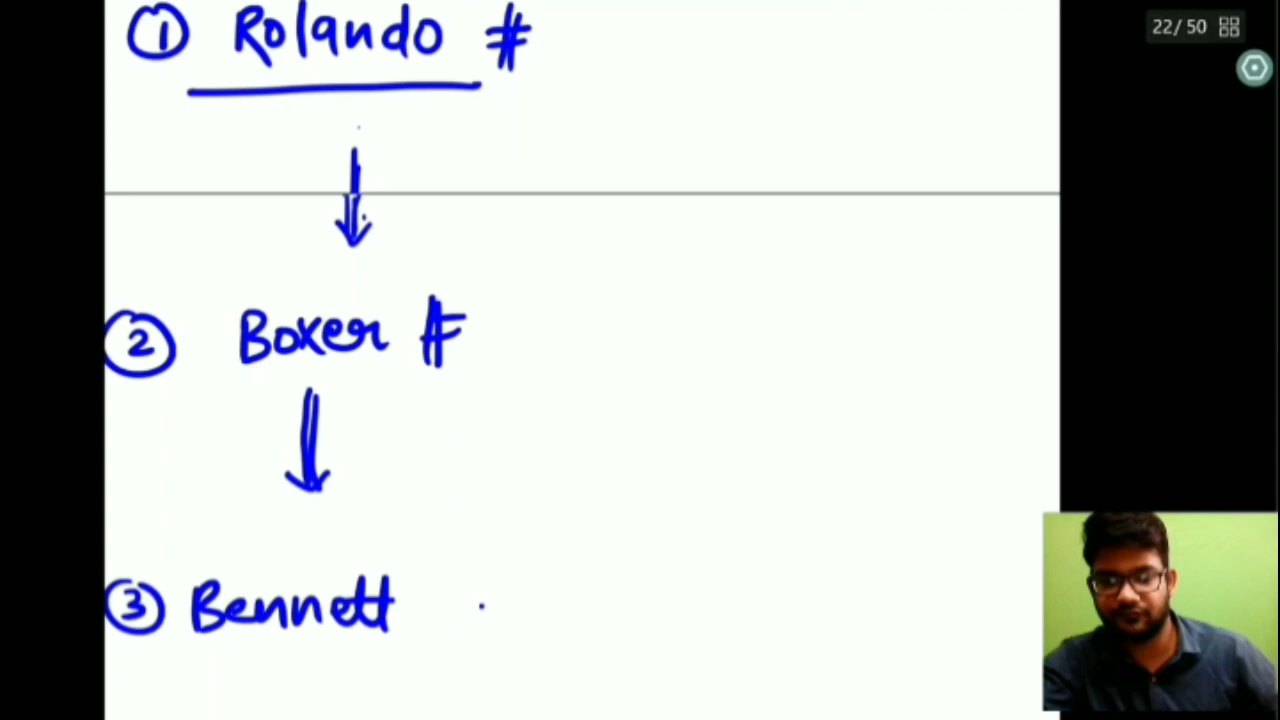 ① Rolando #
22/50
② Boxer #
③ Bennett